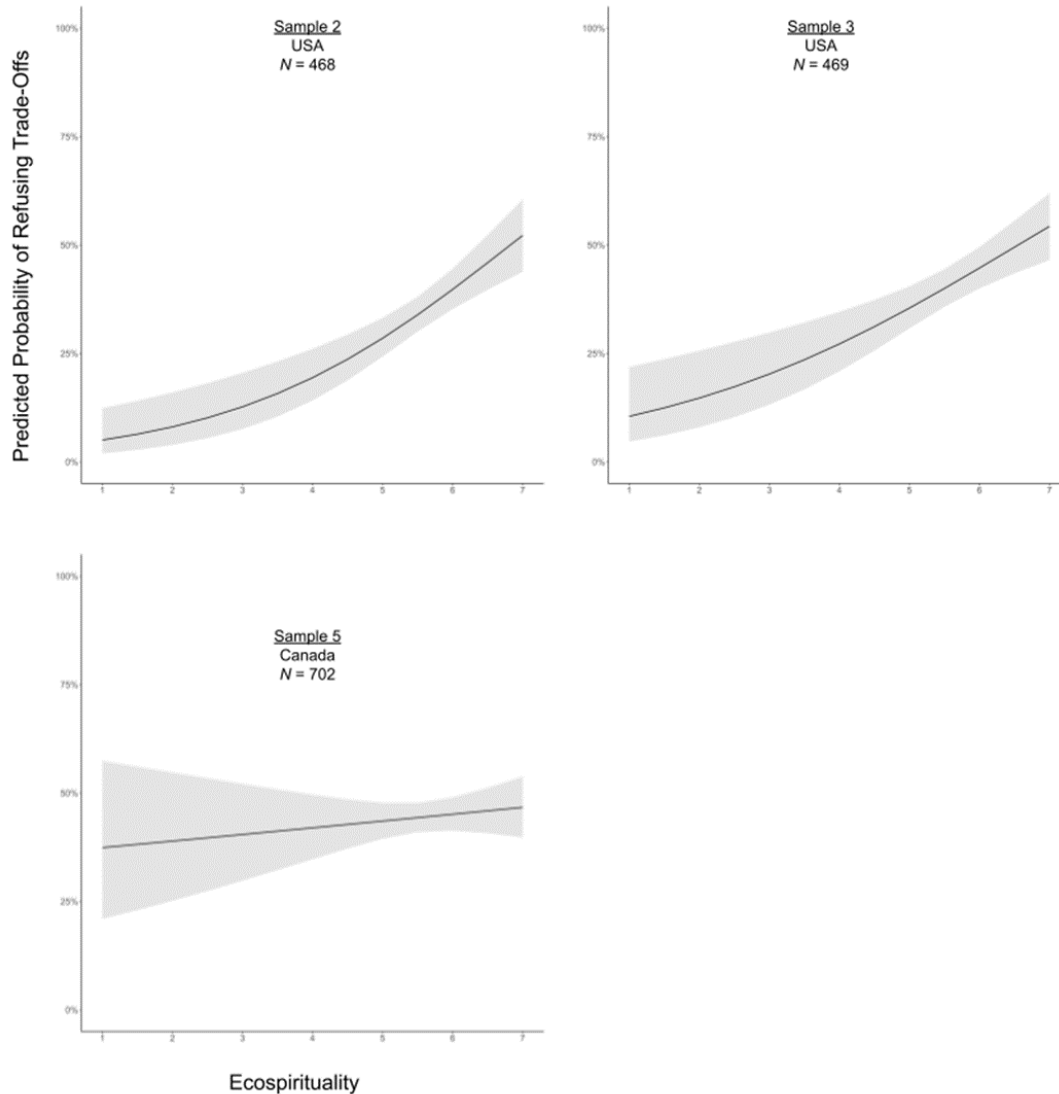 Predicted Probability of Refusing Trade-Offs
Sample 2
USA
N = 468
100%
75%
50%
25%
0%
1 2 3 4 5 6 7
Sample 3
USA
N = 469
100%
75%
50%
25%
0%
1 2 3 4 5 6 7
Sample 5
Canada
N = 702
100%
75%
50%
25%
0%
1 2 3 4 5 6 7
Ecospirituality